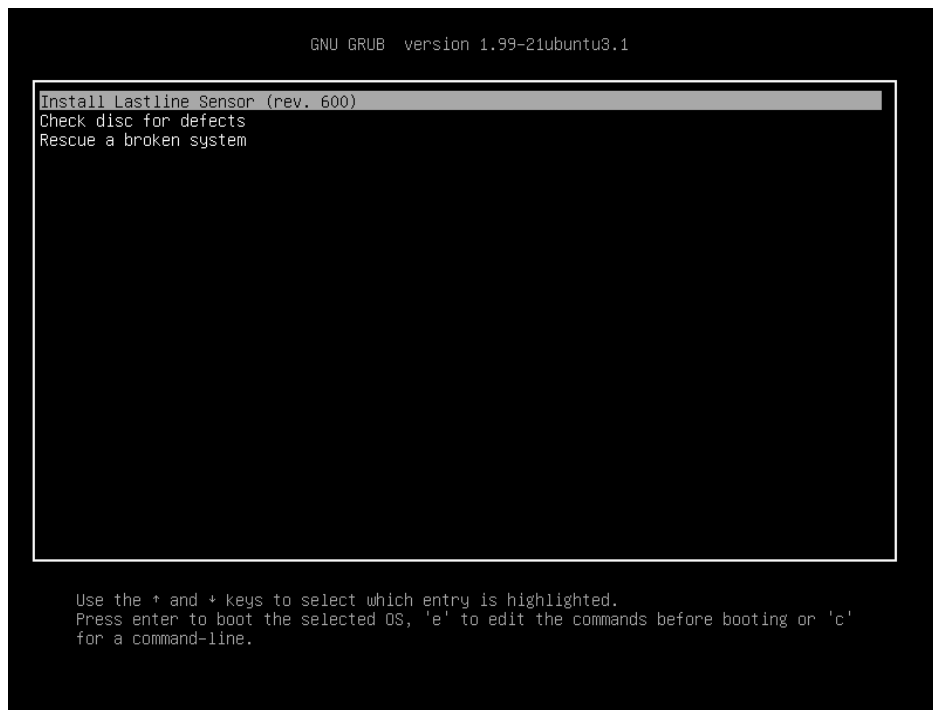 GNU GRUB  version 1.99-21ubuntu3.1
Install Lastline Sensor (rev. 600)
Check disc for defects
Rescue a broken system
Use the ↑ and ↓ keys to select which entry is highlighted.
Press enter to boot the selected OS, 'e' to edit the commands before booting or 'c'
for a command-line.